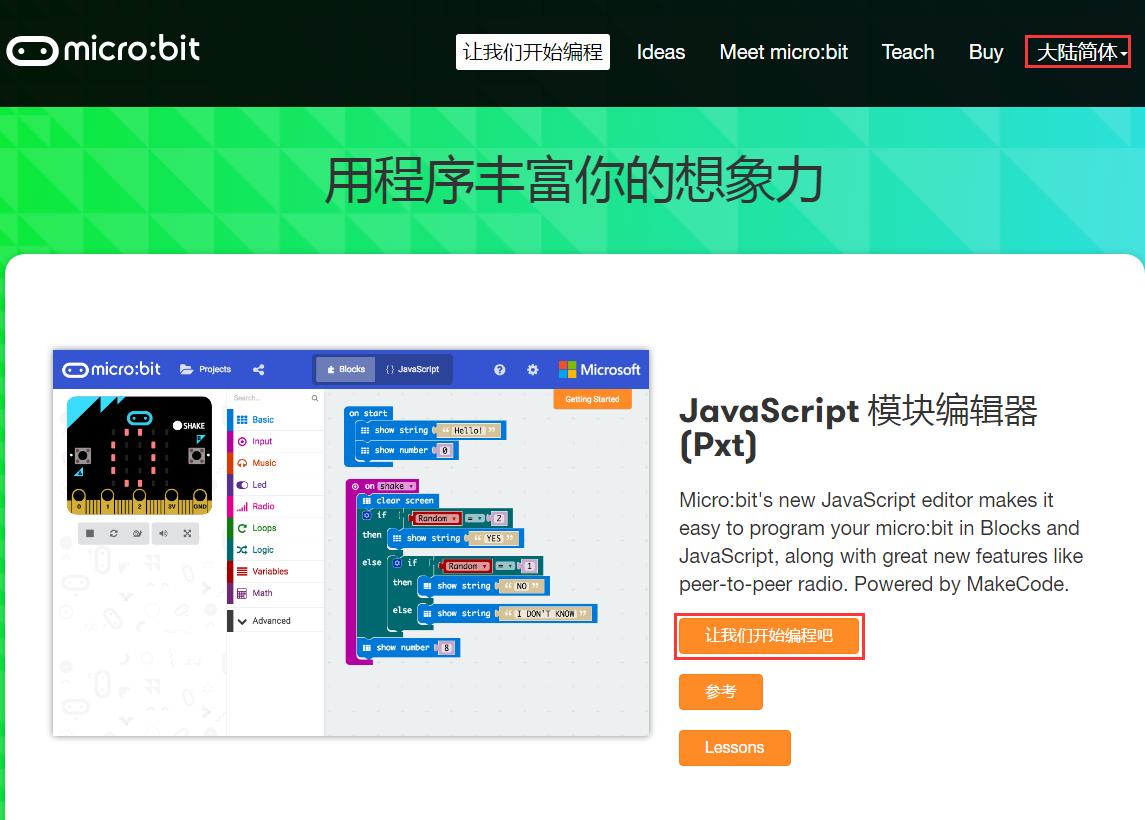 micro:bit
让我们开始编程
Ideas
Meet micro:bit
Teach
Buy
大陆简体
用程序丰富你的想象力
micro:bit
Projects
Blocks
{} JavaScript
Microsoft
Getting Started
SHAKE
0 1 2 3V GND
Search...
Basic
Input
Music
Led
Radio
Loops
Logic
Variables
Math
Advanced
on start
show string “ Hello! ”
show number 0
on shake
clear screen
if Random = 2
then show string “ YES ”
else if Random = 1
then show string “ NO ”
else show string “ I DON'T KNOW ”
show number 8
JavaScript 模块编辑器
(Pxt)
Micro:bit's new JavaScript editor makes it
easy to program your micro:bit in Blocks and
JavaScript, along with great new features like
peer-to-peer radio. Powered by MakeCode.
让我们开始编程吧
参考
Lessons